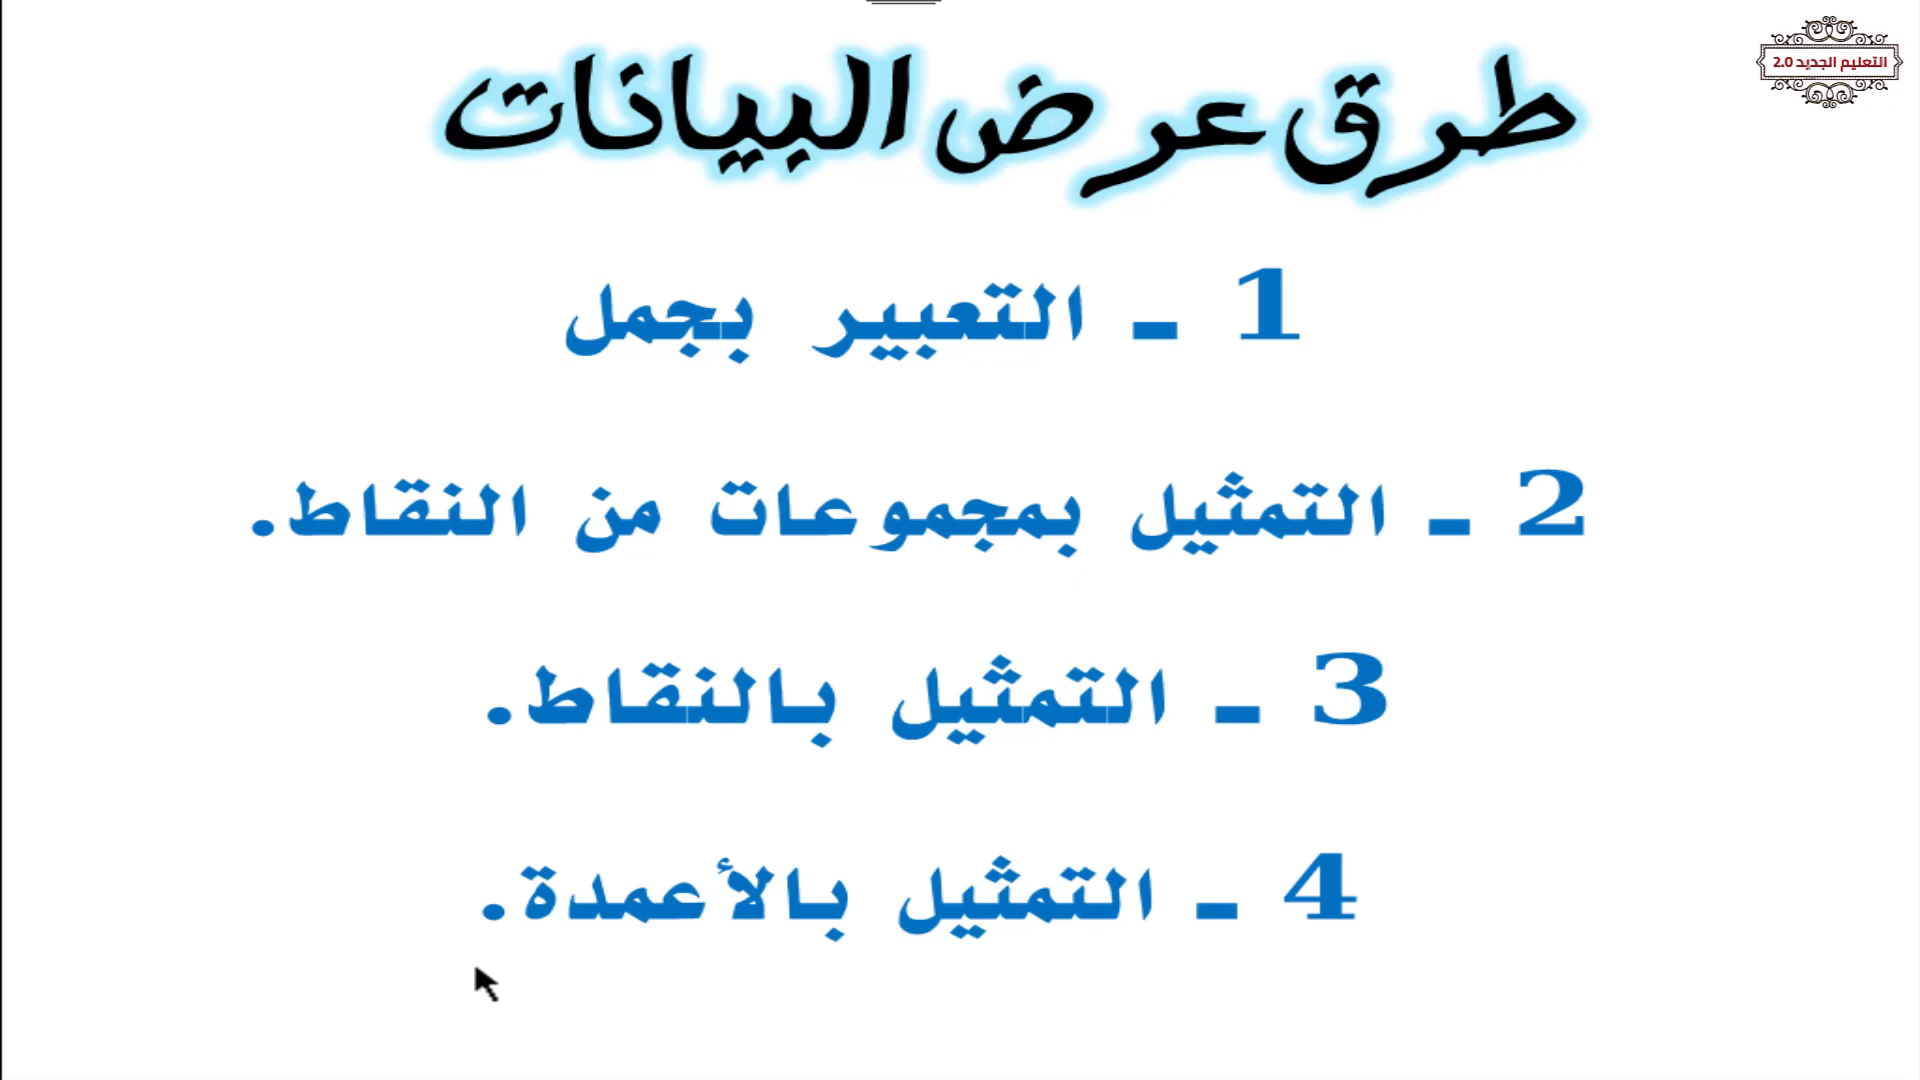 طرق عرض البيانات
التعليم الجديد 2.0
1 - التعبير بجمل
2 - التمثيل بمجموعات من النقاط.
3 - التمثيل بالنقاط.
4 - التمثيل بالأعمدة.